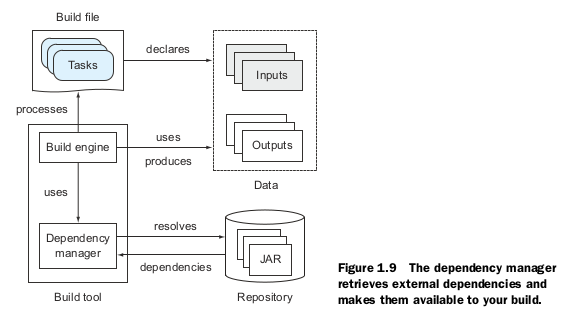 Build file
Tasks
declares
Inputs
processes
Build engine
uses
produces
Outputs
Data
uses
Dependency
manager
resolves
dependencies
JAR
Build tool
Repository
Figure 1.9 The dependency manager
retrieves external dependencies and
makes them available to your build.